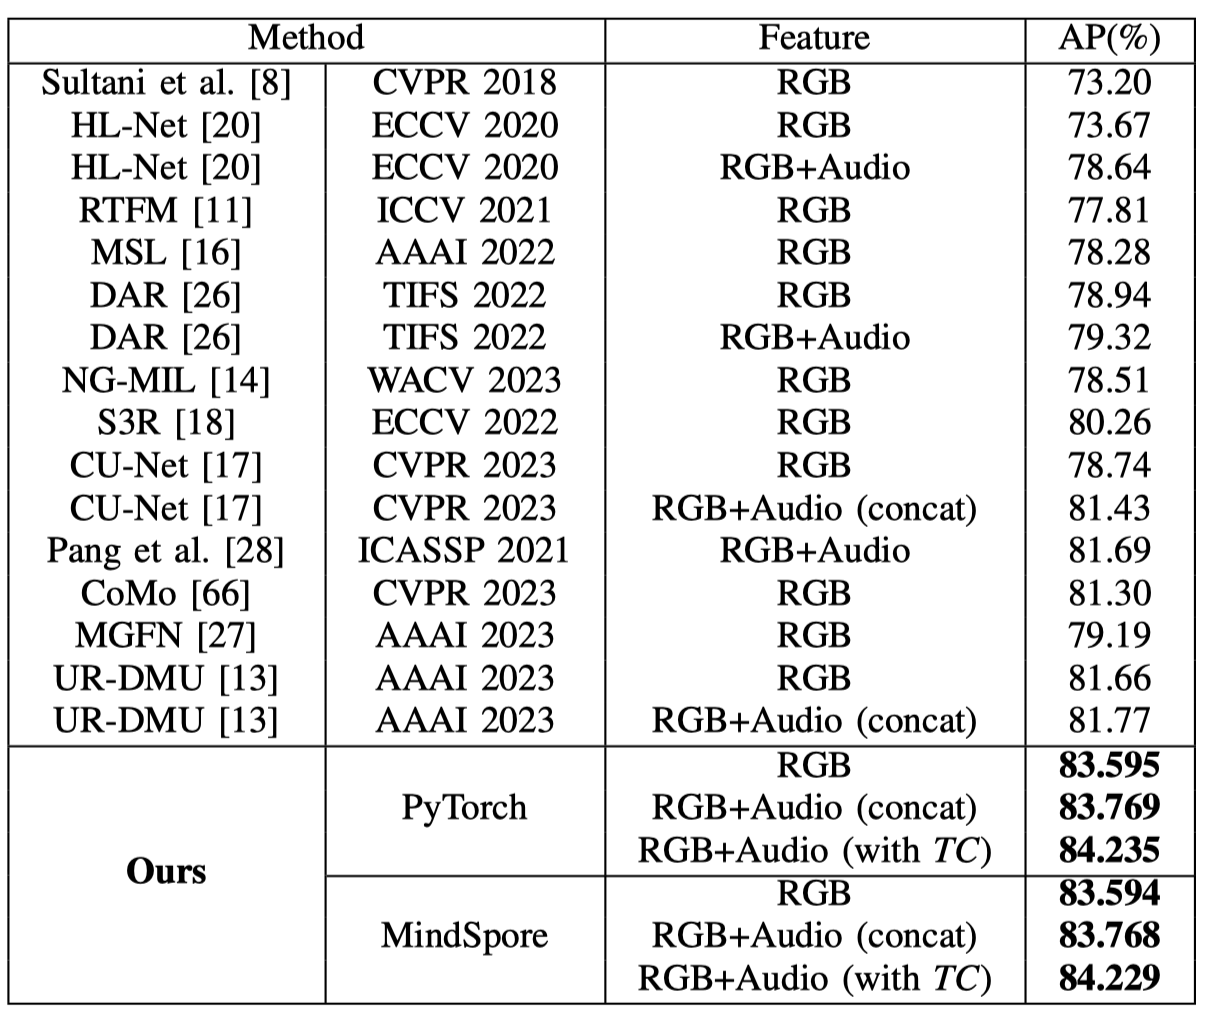 Method Feature AP(%)
Sultani et al. [8] CVPR 2018 RGB 73.20
HL-Net [20] ECCV 2020 RGB 73.67
HL-Net [20] ECCV 2020 RGB+Audio 78.64
RTFM [11] ICCV 2021 RGB 77.81
MSL [16] AAAI 2022 RGB 78.28
DAR [26] TIFS 2022 RGB 78.94
DAR [26] TIFS 2022 RGB+Audio 79.32
NG-MIL [14] WACV 2023 RGB 78.51
S3R [18] ECCV 2022 RGB 80.26
CU-Net [17] CVPR 2023 RGB 78.74
CU-Net [17] CVPR 2023 RGB+Audio (concat) 81.43
Pang et al. [28] ICASSP 2021 RGB+Audio 81.69
CoMo [66] CVPR 2023 RGB 81.30
MGFN [27] AAAI 2023 RGB 79.19
UR-DMU [13] AAAI 2023 RGB 81.66
UR-DMU [13] AAAI 2023 RGB+Audio (concat) 81.77
RGB 83.595
PyTorch RGB+Audio (concat) 83.769
RGB+Audio (with TC) 84.235
Ours
RGB 83.594
MindSpore RGB+Audio (concat) 83.768
RGB+Audio (with TC) 84.229